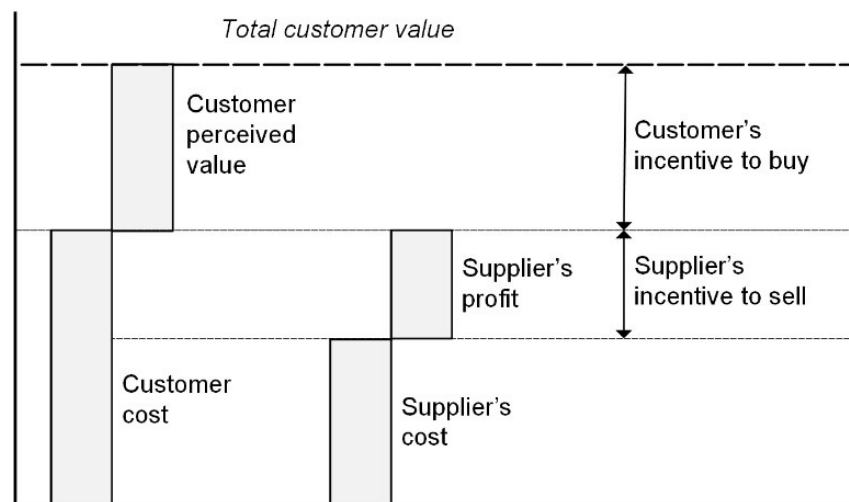 Total customer value
Customer
perceived
value
Customer’s
incentive to buy
Supplier’s
profit
Supplier’s
incentive to sell
Customer
cost
Supplier’s
cost